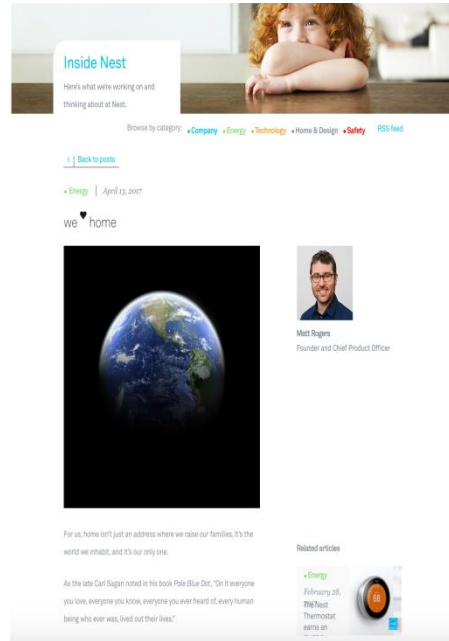 Inside Nest
Here's what we're working on and
thinking about at Nest.
Browse by category: • Company • Energy • Technology • Home & Design • Safety RSS feed
< | Back to posts
• Energy | April 13, 2017
we ♥ home
Matt Rogers
Founder and Chief Product Officer
For us, home isn't just an address where we raise our families. It's the
world we inhabit, and it's our only one.
As the late Carl Sagan noted in his book Pale Blue Dot, "On it everyone
you love, everyone you know, everyone you ever heard of, every human
being who ever was, lived out their lives."
Related articles
• Energy
February 28,
The Nest
Thermostat
earns an
68